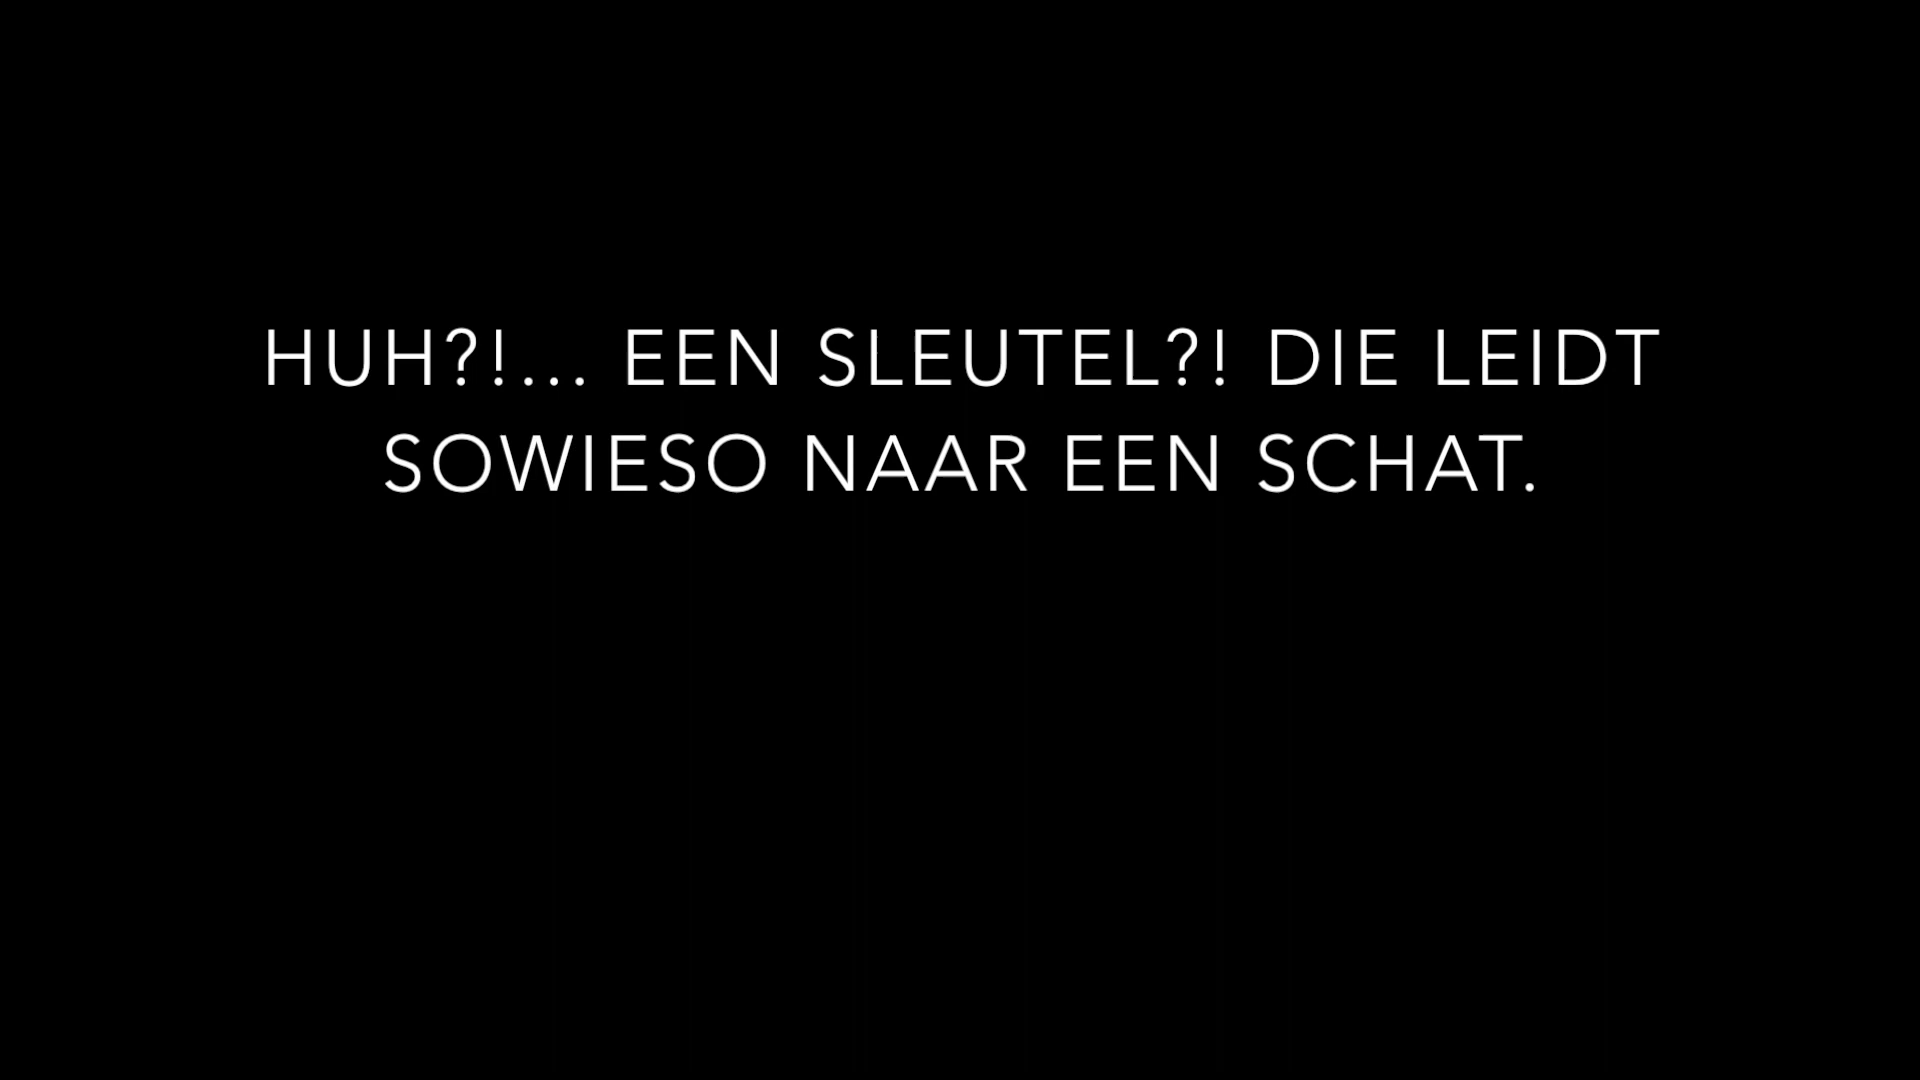 HUH?!... EEN SLEUTEL?! DIE LEIDT
SOWIESO NAAR EEN SCHAT.